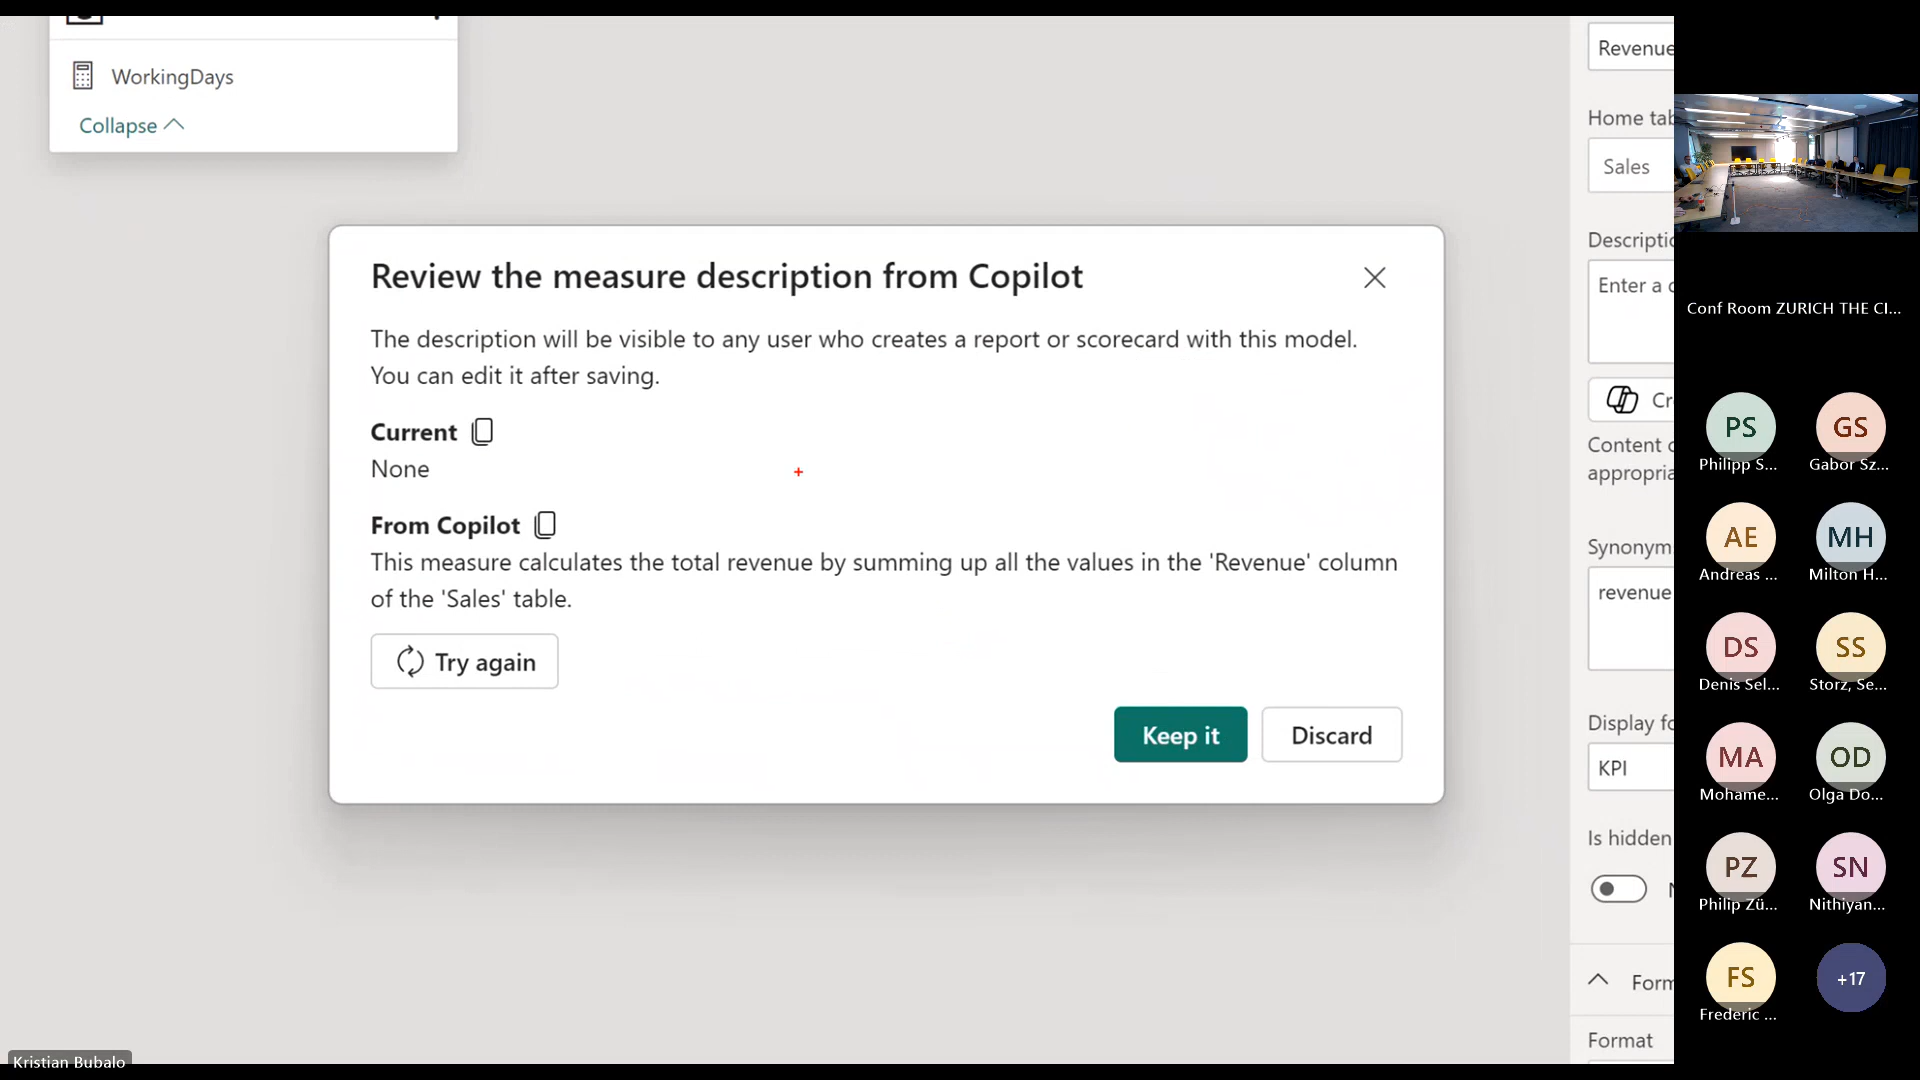 WorkingDays
Collapse
Review the measure description from Copilot
The description will be visible to any user who creates a report or scorecard with this model.
You can edit it after saving.
Current
None
From Copilot
This measure calculates the total revenue by summing up all the values in the 'Revenue' column
of the 'Sales' table.
Try again
Keep it
Discard
Revenue
Home tab
Sales
Descriptio
Enter a
Cr
Content
appropria
Synonym
revenue
Display fo
KPI
Is hidden
Form
Format
Conf Room ZURICH THE CI...
PS
Philipp S...
GS
Gabor Sz...
AE
Andreas ...
MH
Milton H...
DS
Denis Sel...
SS
Storz, Se...
MA
Mohame...
OD
Olga Do...
PZ
Philip Zü...
SN
Nithiyan...
FS
Frederic ...
+17
Kristian Bubalo